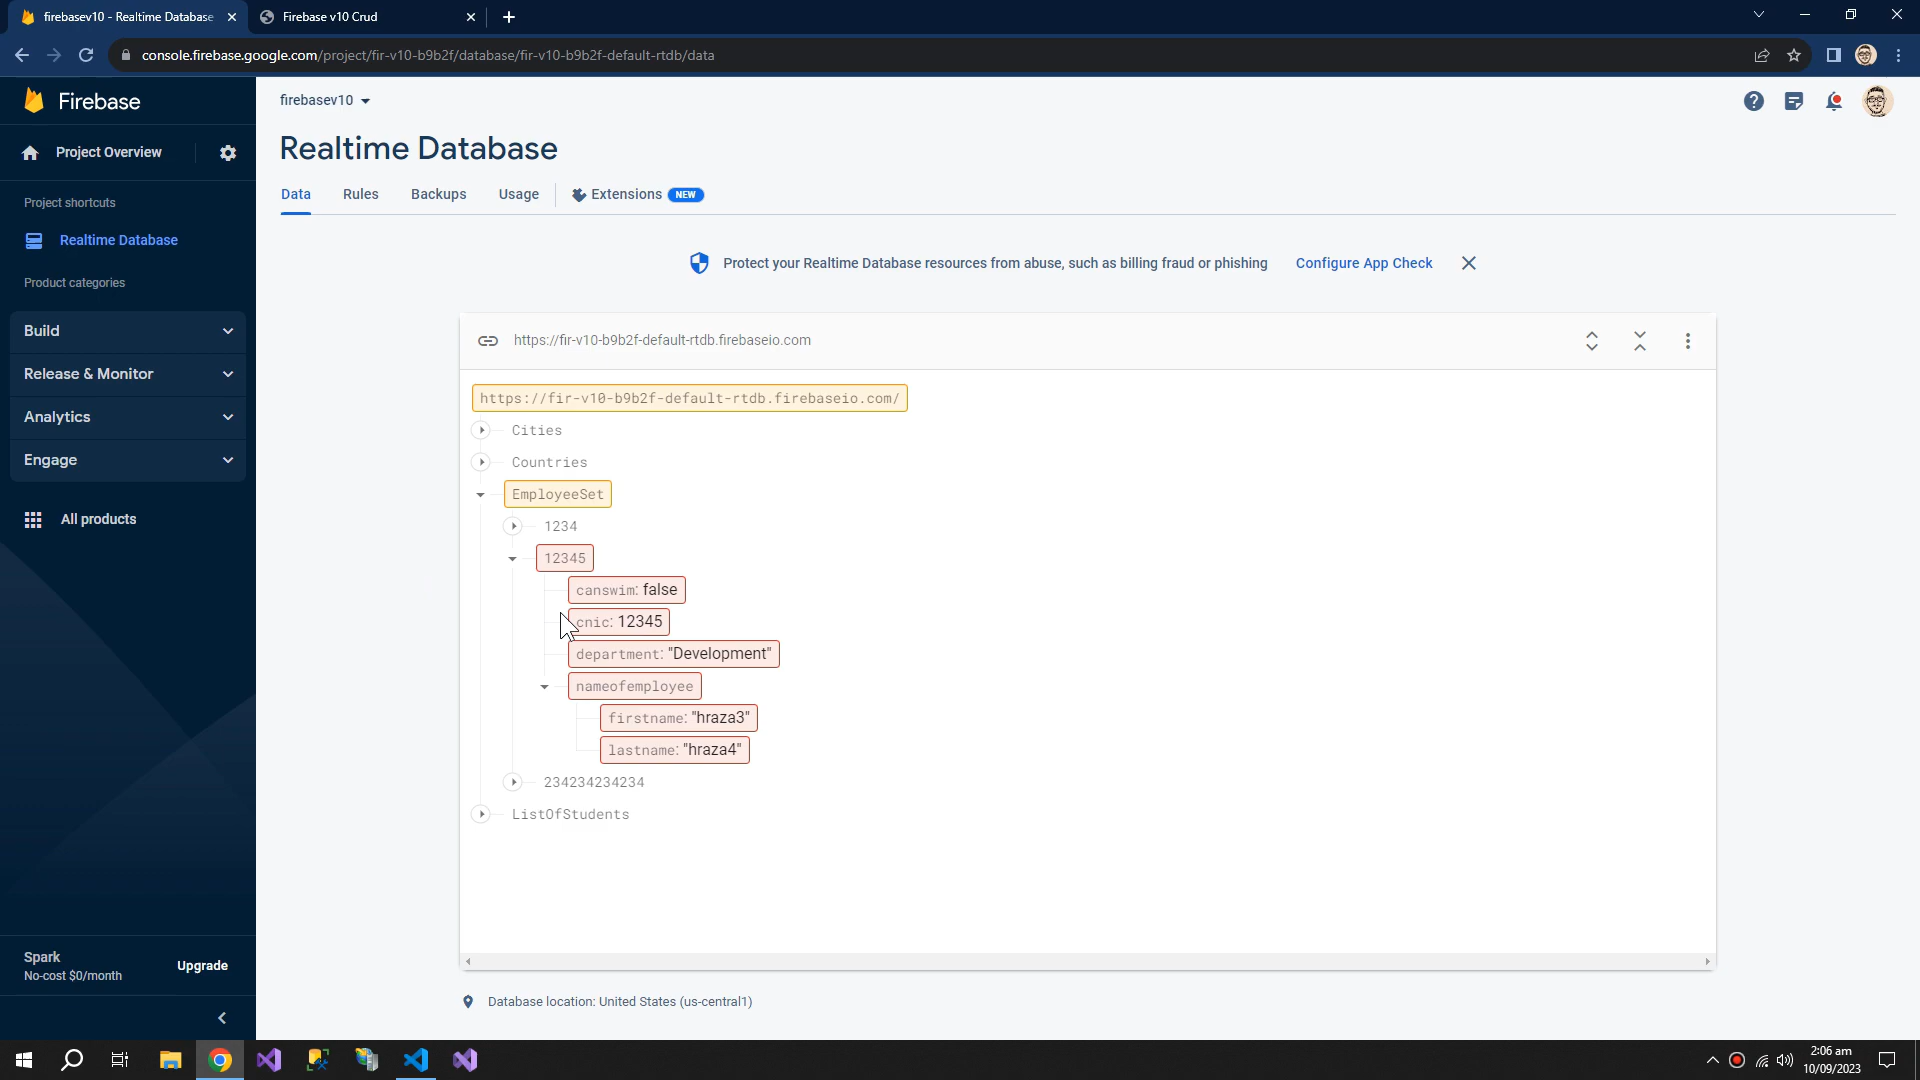 firebasev10 - Realtime Database
Firebase v10 Crud
console.firebase.google.com/project/fir-v10-b9b2f/database/fir-v10-b9b2f-default-rtdb/data
Firebase
firebasev10
Project Overview
Realtime Database
Data
Rules
Backups
Usage
Extensions NEW
Project shortcuts
Realtime Database
Product categories
Build
Release & Monitor
Analytics
Engage
All products
Protect your Realtime Database resources from abuse, such as billing fraud or phishing Configure App Check
https://fir-v10-b9b2f-default-rtdb.firebaseio.com
https://fir-v10-b9b2f-default-rtdb.firebaseio.com/
Cities
Countries
EmployeeSet
1234
12345
canswim: false
cnic: 12345
department: "Development"
nameofemployee
firstname: "hraza3"
lastname: "hraza4"
234234234234
ListOfStudents
Spark
No-cost $0/month
Upgrade
Database location: United States (us-central1)
2:06 am
10/09/2023